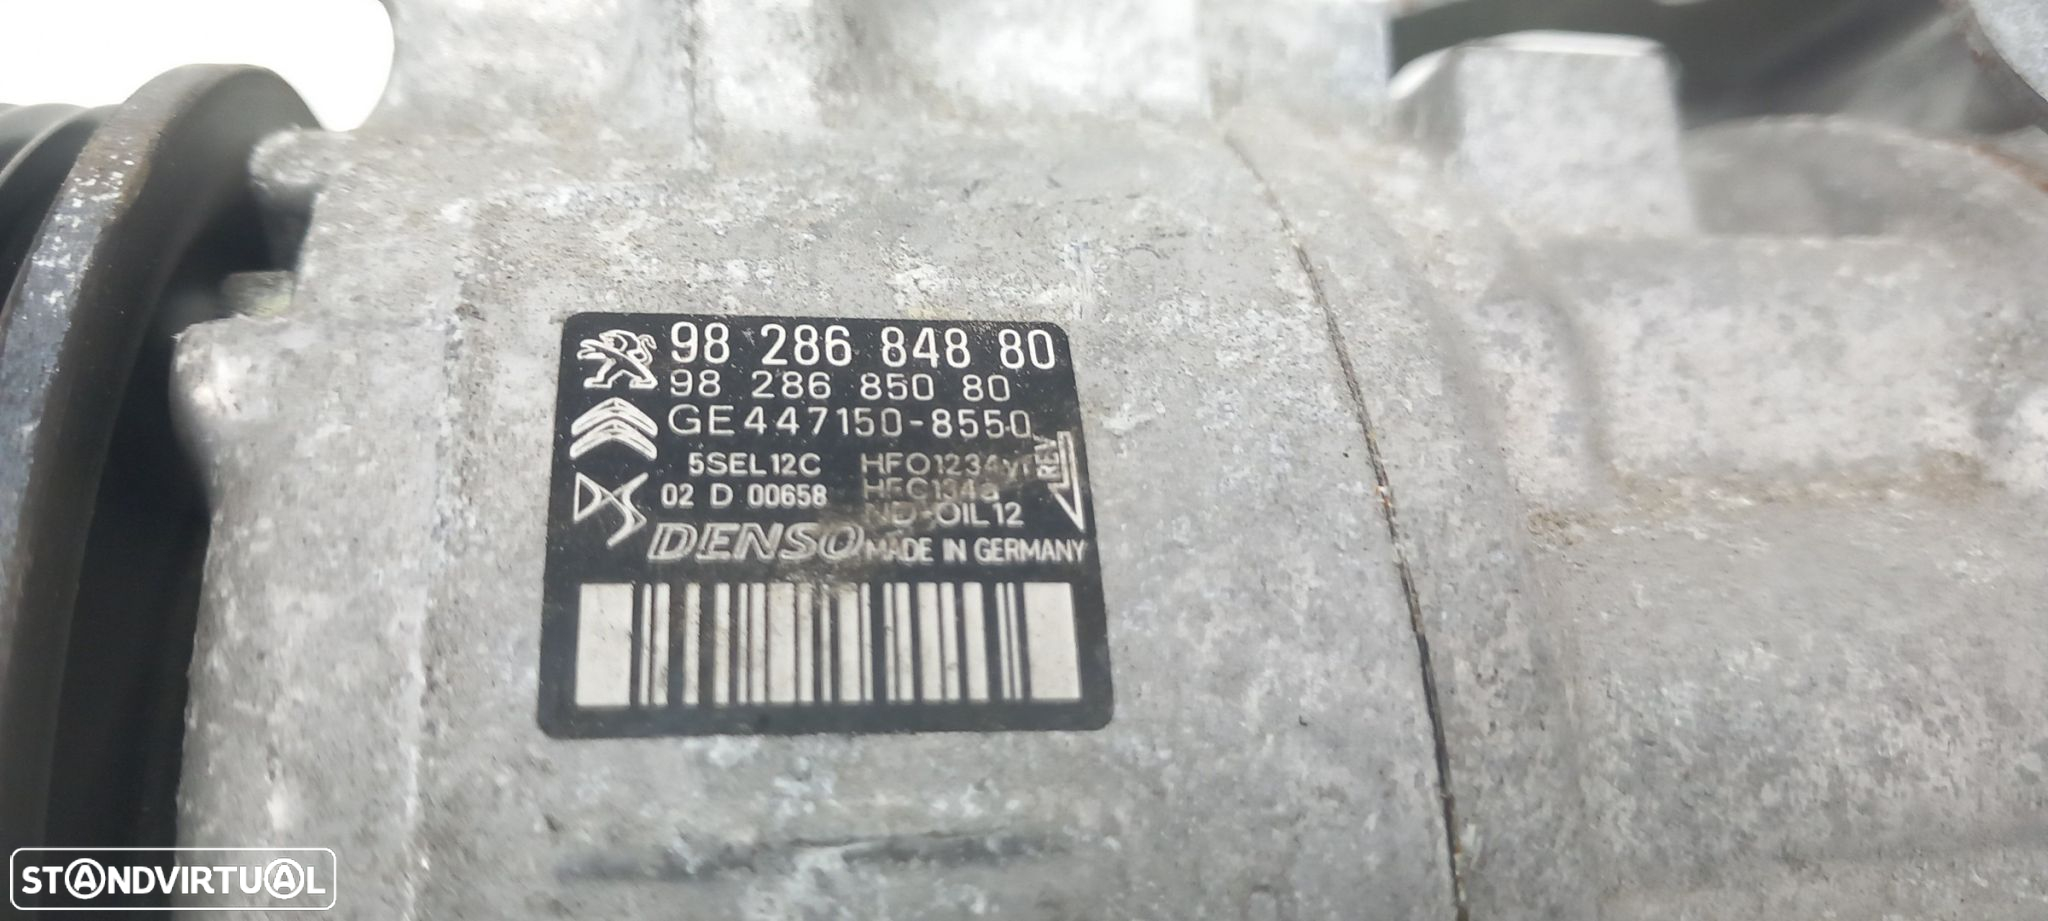 98 286 848 80
98 286 850 80
GE447150-8550
5SEL12C HFO1234yf
REV
02 D 00658 HFC134a
ND-OIL12
DS
DENSO MADE IN GERMANY
STANDVIRTUAL